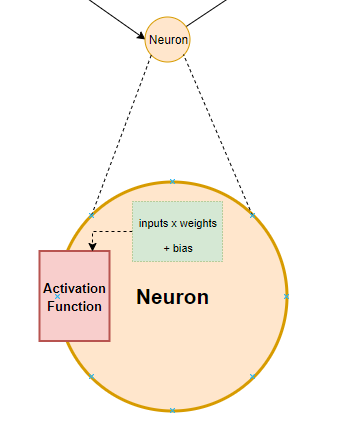 Neuron
inputs x weights
+ bias
Activation
Function
Neuron